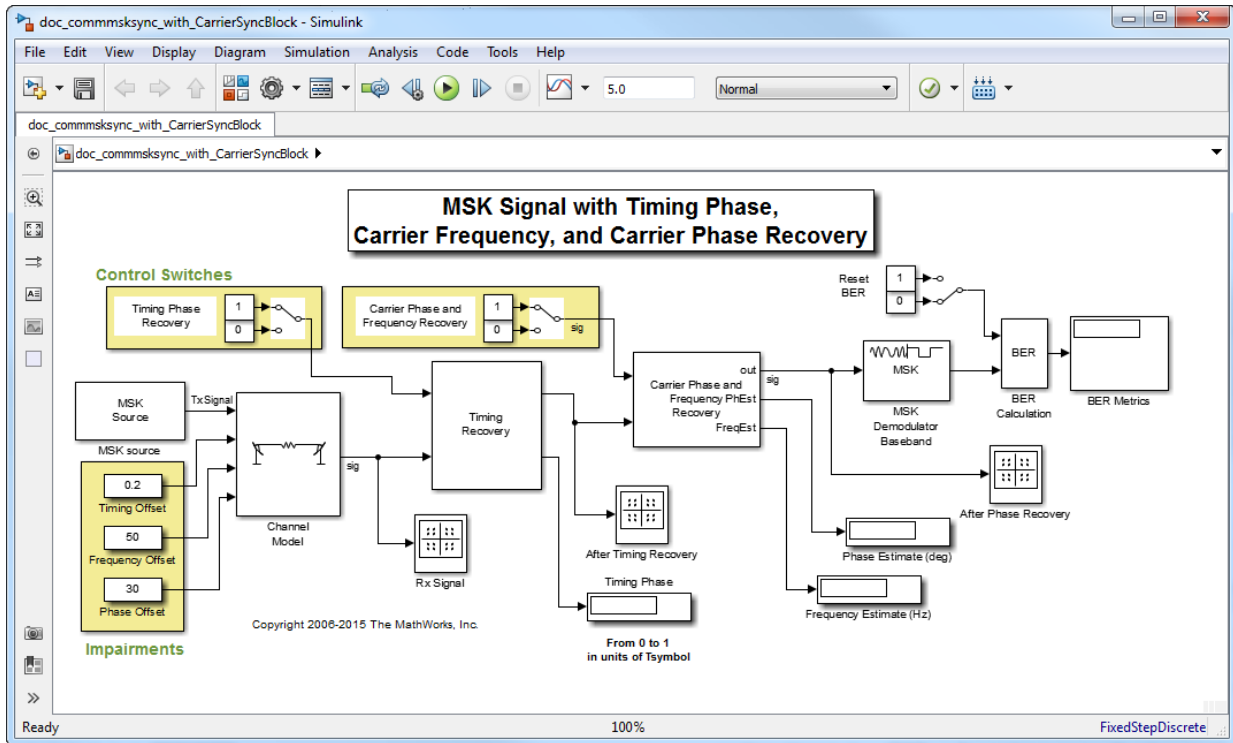 doc_commmsksync_with_CarrierSyncBlock - Simulink
File Edit View Display Diagram Simulation Analysis Code Tools Help
5.0
Normal
doc_commmsksync_with_CarrierSyncBlock
doc_commmsksync_with_CarrierSyncBlock
MSK Signal with Timing Phase,
Carrier Frequency, and Carrier Phase Recovery
Control Switches
Timing Phase
Recovery
1
0
Carrier Phase and
Frequency Recovery
1
0
sig
Reset
BER
1
0
MSK
Source
TxSignal
MSK source
0.2
Timing Offset
50
Frequency Offset
30
Phase Offset
Impairments
Channel
Model
sig
Rx Signal
Timing
Recovery
After Timing Recovery
Timing Phase
From 0 to 1
in units of Tsymbol
Carrier Phase and
Frequency
Recovery
out
PhEst
FreqEst
sig
MSK
MSK
Demodulator
Baseband
BER
BER
Calculation
BER Metrics
After Phase Recovery
Phase Estimate (deg)
Frequency Estimate (Hz)
Copyright 2006-2015 The MathWorks, Inc.
Ready
100%
FixedStepDiscrete